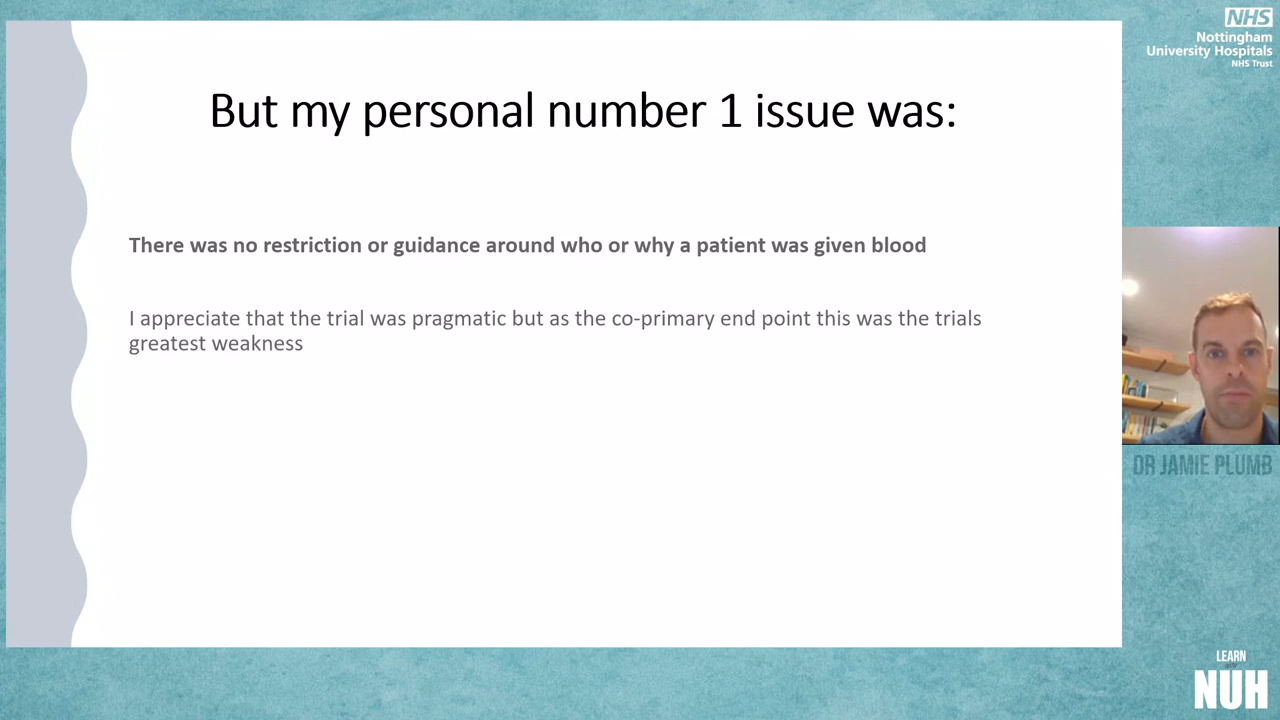 But my personal number 1 issue was:
There was no restriction or guidance around who or why a patient was given blood
I appreciate that the trial was pragmatic but as the co-primary end point this was the trials
greatest weakness
NHS
Nottingham
University Hospitals
NHS Trust
DR JAMIE PLUMB
LEARN
NUH